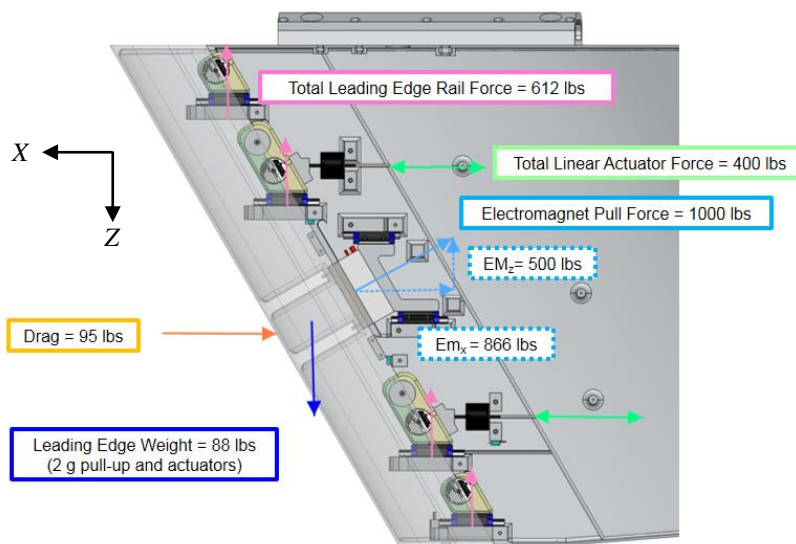 Total Leading Edge Rail Force = 612 lbs
X
Total Linear Actuator Force = 400 lbs
Z
Electromagnet Pull Force = 1000 lbs
EMz= 500 lbs
Drag = 95 lbs
Emx = 866 lbs
Leading Edge Weight = 88 lbs
(2 g pull-up and actuators)